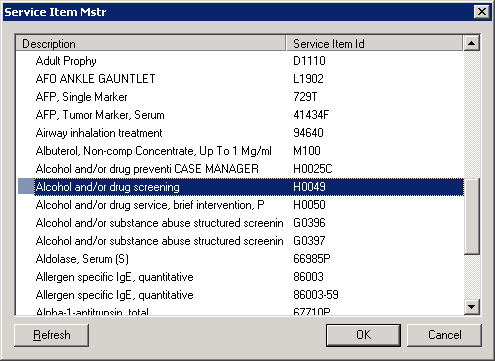 Service Item Mstr
Description Service Item Id
Adult Prophy D1110
AFO ANKLE GAUNTLET L1902
AFP, Single Marker 729T
AFP, Tumor Marker, Serum 41434F
Airway inhalation treatment 94640
Albuterol, Non-comp Concentrate, Up To 1 Mg/ml M100
Alcohol and/or drug preventi CASE MANAGER H0025C
Alcohol and/or drug screening H0049
Alcohol and/or drug service, brief intervention, P H0050
Alcohol and/or substance abuse structured screenin G0396
Alcohol and/or substance abuse structured screenin G0397
Aldolase, Serum (S) 66985P
Allergen specific IgE, quantitative 86003
Allergen specific IgE, quantitative 86003-59
Alpha-1-antitrypsin, total 67710P
Refresh OK Cancel